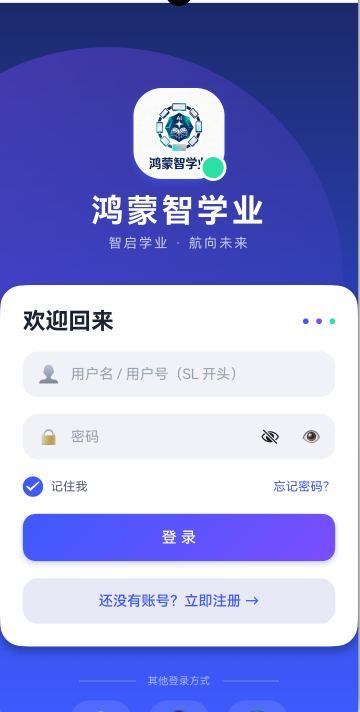 AI
鸿蒙智学
鸿蒙智学业
智启学业 · 航向未来
欢迎回来
用户名 / 用户号（SL 开头）
密码
记住我
忘记密码？
登 录
还没有账号？立即注册 →
其他登录方式